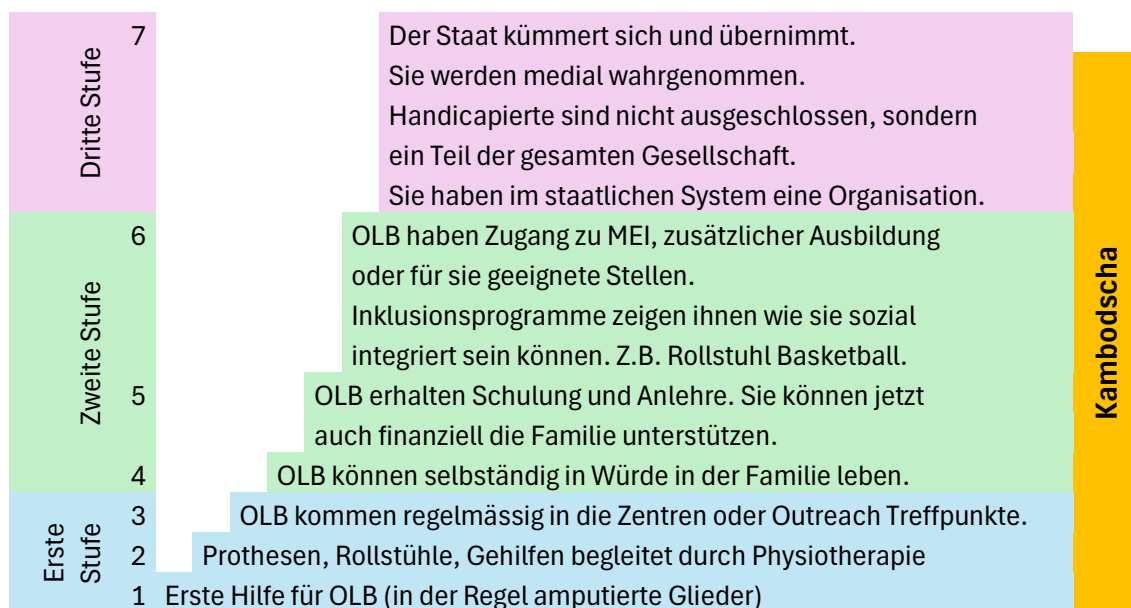 Dritte Stufe
7
Der Staat kümmert sich und übernimmt.
Sie werden medial wahrgenommen.
Handicapierte sind nicht ausgeschlossen, sondern
ein Teil der gesamten Gesellschaft.
Sie haben im staatlichen System eine Organisation.
Zweite Stufe
6
OLB haben Zugang zu MEI, zusätzlicher Ausbildung
oder für sie geeignete Stellen.
Inklusionsprogramme zeigen ihnen wie sie sozial
integriert sein können. Z.B. Rollstuhl Basketball.
5
OLB erhalten Schulung und Anlehre. Sie können jetzt
auch finanziell die Familie unterstützen.
4
OLB können selbständig in Würde in der Familie leben.
Erste
Stufe
3
OLB kommen regelmässig in die Zentren oder Outreach Treffpunkte.
2
Prothesen, Rollstühle, Gehilfen begleitet durch Physiotherapie
1
Erste Hilfe für OLB (in der Regel amputierte Glieder)
Kambodscha